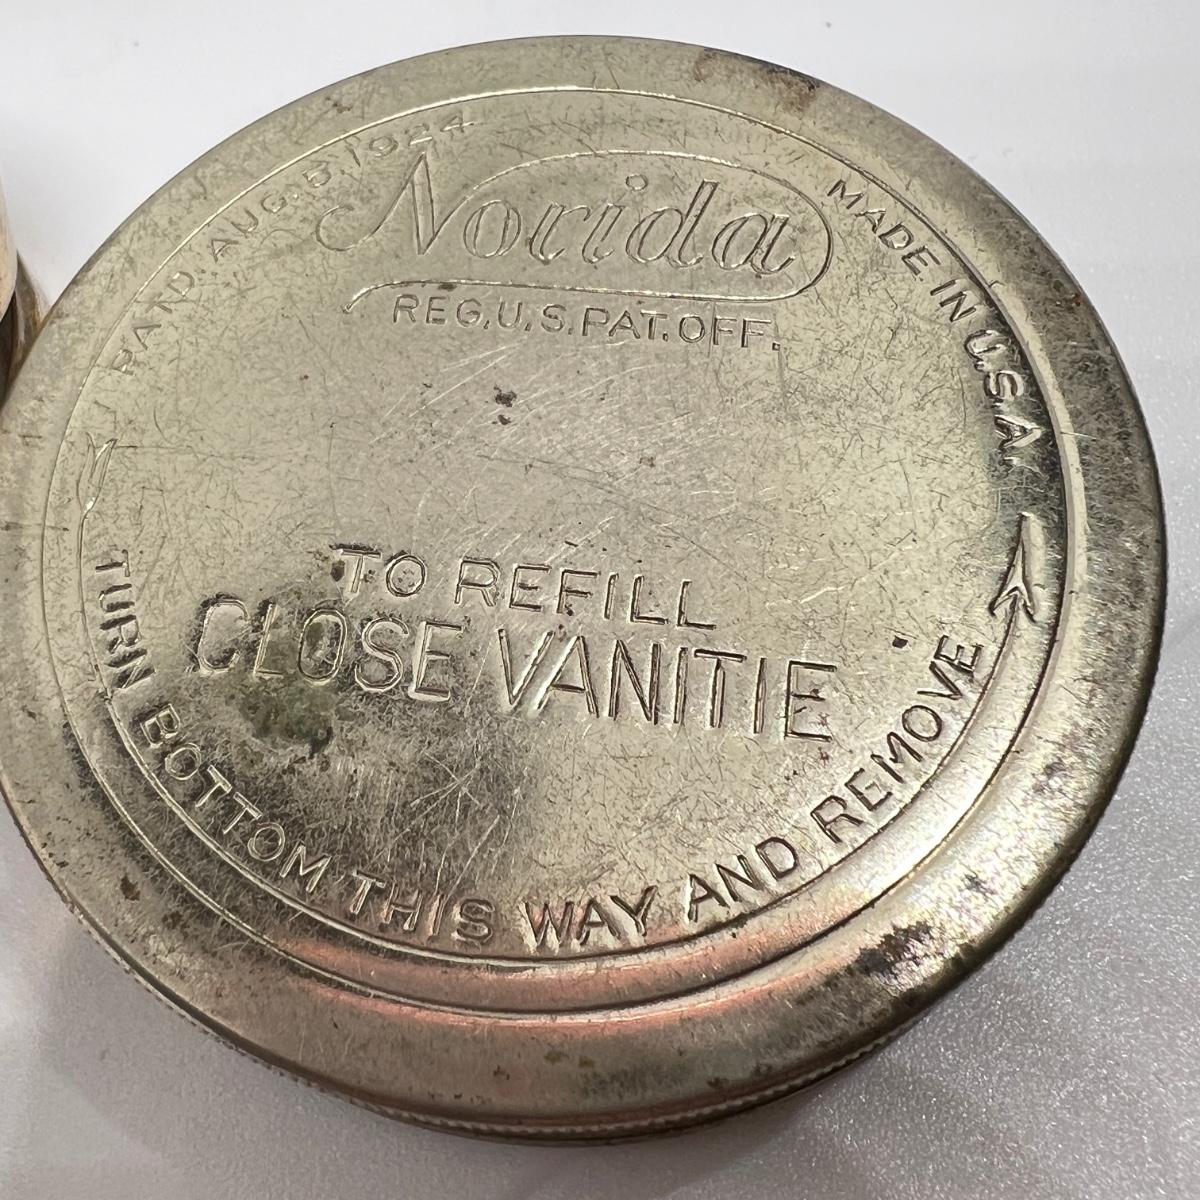 PAT'D. AUG. 5, 1924
Norida
REG. U.S. PAT. OFF.
MADE IN U.S.A.
TO REFILL
CLOSE VANITIE
TURN BOTTOM THIS WAY AND REMOVE